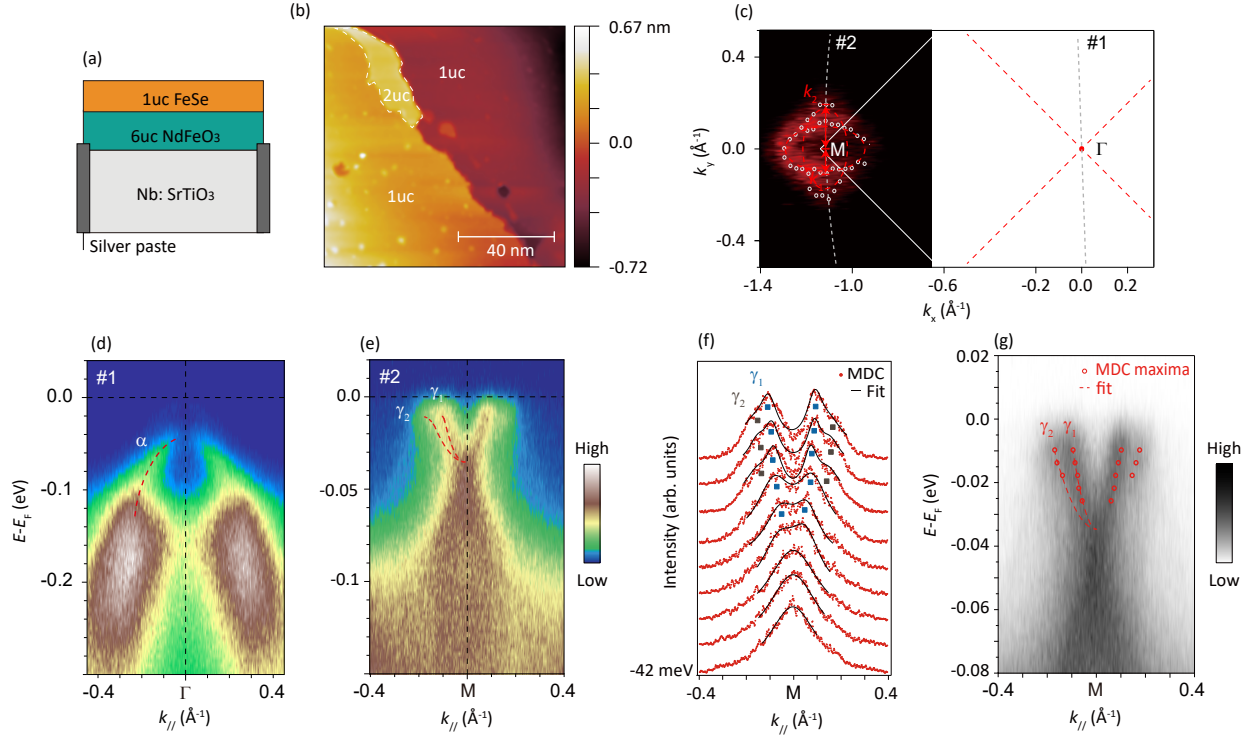 (a)
1uc FeSe
6uc NdFeO3
Nb: SrTiO3
Silver paste
(b)
1uc
2uc
1uc
40 nm
0.67 nm
0.0
-0.72
(c)
#2
#1
k2
M
Γ
0.4
0.0
-0.4
ky (Å-1)
-1.4
-1.0
-0.6
0.0
kx (Å-1)
(d)
#1
α
0.0
-0.1
-0.2
E-EF (eV)
-0.4
Γ
0.4
k// (Å-1)
(e)
#2
γ1
γ2
0.0
-0.05
-0.1
-0.4
M
0.4
k// (Å-1)
High
Low
(f)
MDC
Fit
γ1
γ2
Intensity (arb. units)
-42 meV
-0.4
M
0.4
k// (Å-1)
(g)
MDC maxima
fit
γ2 γ1
0.02
0.0
-0.02
-0.04
-0.06
-0.08
E-EF (eV)
-0.4
M
0.4
k// (Å-1)
High
Low